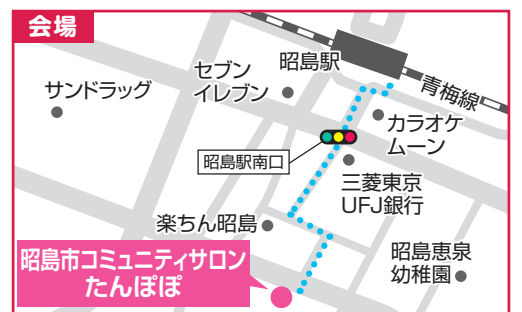 会場
昭島駅
セブン
イレブン
サンドラッグ
青梅線
カラオケ
ムーン
昭島駅南口
三菱東京
UFJ銀行
楽ちん昭島
昭島恵泉
幼稚園
昭島市コミュニティサロン
たんぽぽ